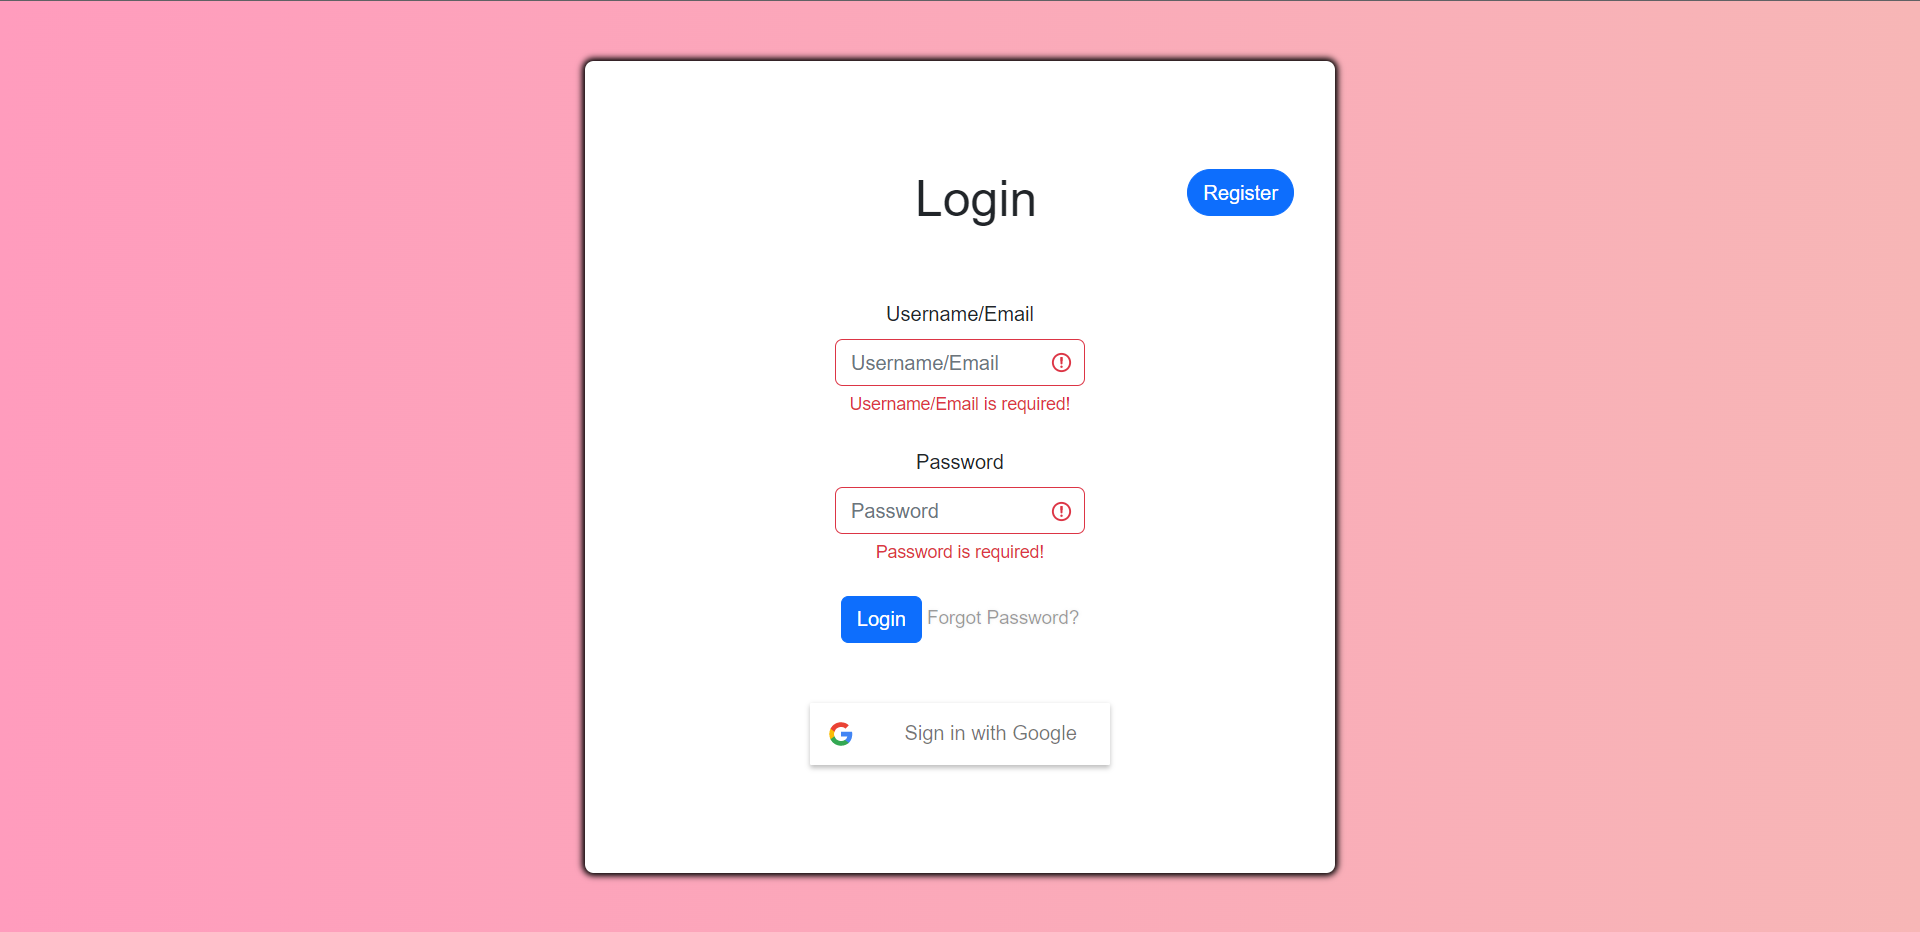 Login
Register
Username/Email
Username/Email
Username/Email is required!
Password
Password
Password is required!
Login Forgot Password?
Sign in with Google